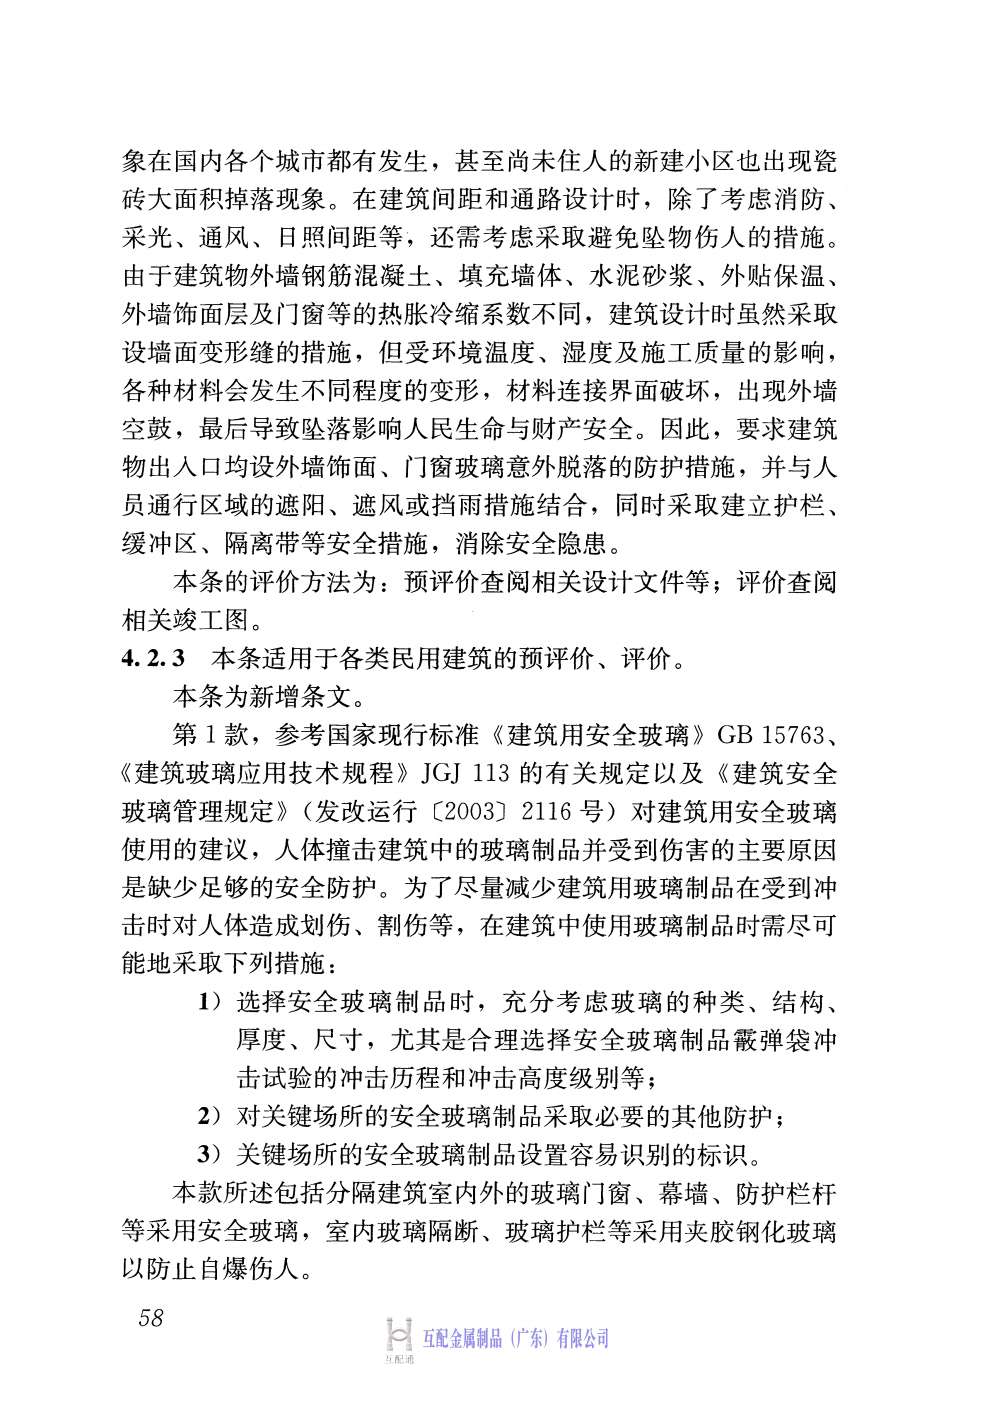 象在国内各个城市都有发生，甚至尚未住人的新建小区也出现瓷
砖大面积掉落现象。在建筑间距和通路设计时，除了考虑消防、
采光、通风、日照间距等，还需考虑采取避免坠物伤人的措施。
由于建筑物外墙钢筋混凝土、填充墙体、水泥砂浆、外贴保温、
外墙饰面层及门窗等的热胀冷缩系数不同，建筑设计时虽然采取
设墙面变形缝的措施，但受环境温度、湿度及施工质量的影响，
各种材料会发生不同程度的变形，材料连接界面破坏，出现外墙
空鼓，最后导致坠落影响人民生命与财产安全。因此，要求建筑
物出入口均设外墙饰面、门窗玻璃意外脱落的防护措施，并与人
员通行区域的遮阳、遮风或挡雨措施结合，同时采取建立护栏、
缓冲区、隔离带等安全措施，消除安全隐患。
本条的评价方法为：预评价查阅相关设计文件等；评价查阅
相关竣工图。
4.2.3 本条适用于各类民用建筑的预评价、评价。
本条为新增条文。
第1款，参考国家现行标准《建筑用安全玻璃》GB 15763、
《建筑玻璃应用技术规程》JGJ 113 的有关规定以及《建筑安全
玻璃管理规定》（发改运行〔2003〕2116 号）对建筑用安全玻璃
使用的建议，人体撞击建筑中的玻璃制品并受到伤害的主要原因
是缺少足够的安全防护。为了尽量减少建筑用玻璃制品在受到冲
击时对人体造成划伤、割伤等，在建筑中使用玻璃制品时需尽可
能地采取下列措施：
1）选择安全玻璃制品时，充分考虑玻璃的种类、结构、
厚度、尺寸，尤其是合理选择安全玻璃制品霰弹袋冲
击试验的冲击历程和冲击高度级别等；
2）对关键场所的安全玻璃制品采取必要的其他防护；
3）关键场所的安全玻璃制品设置容易识别的标识。
本款所述包括分隔建筑室内外的玻璃门窗、幕墙、防护栏杆
等采用安全玻璃，室内玻璃隔断、玻璃护栏等采用夹胶钢化玻璃
以防止自爆伤人。
58
互配通
互配金属制品（广东）有限公司